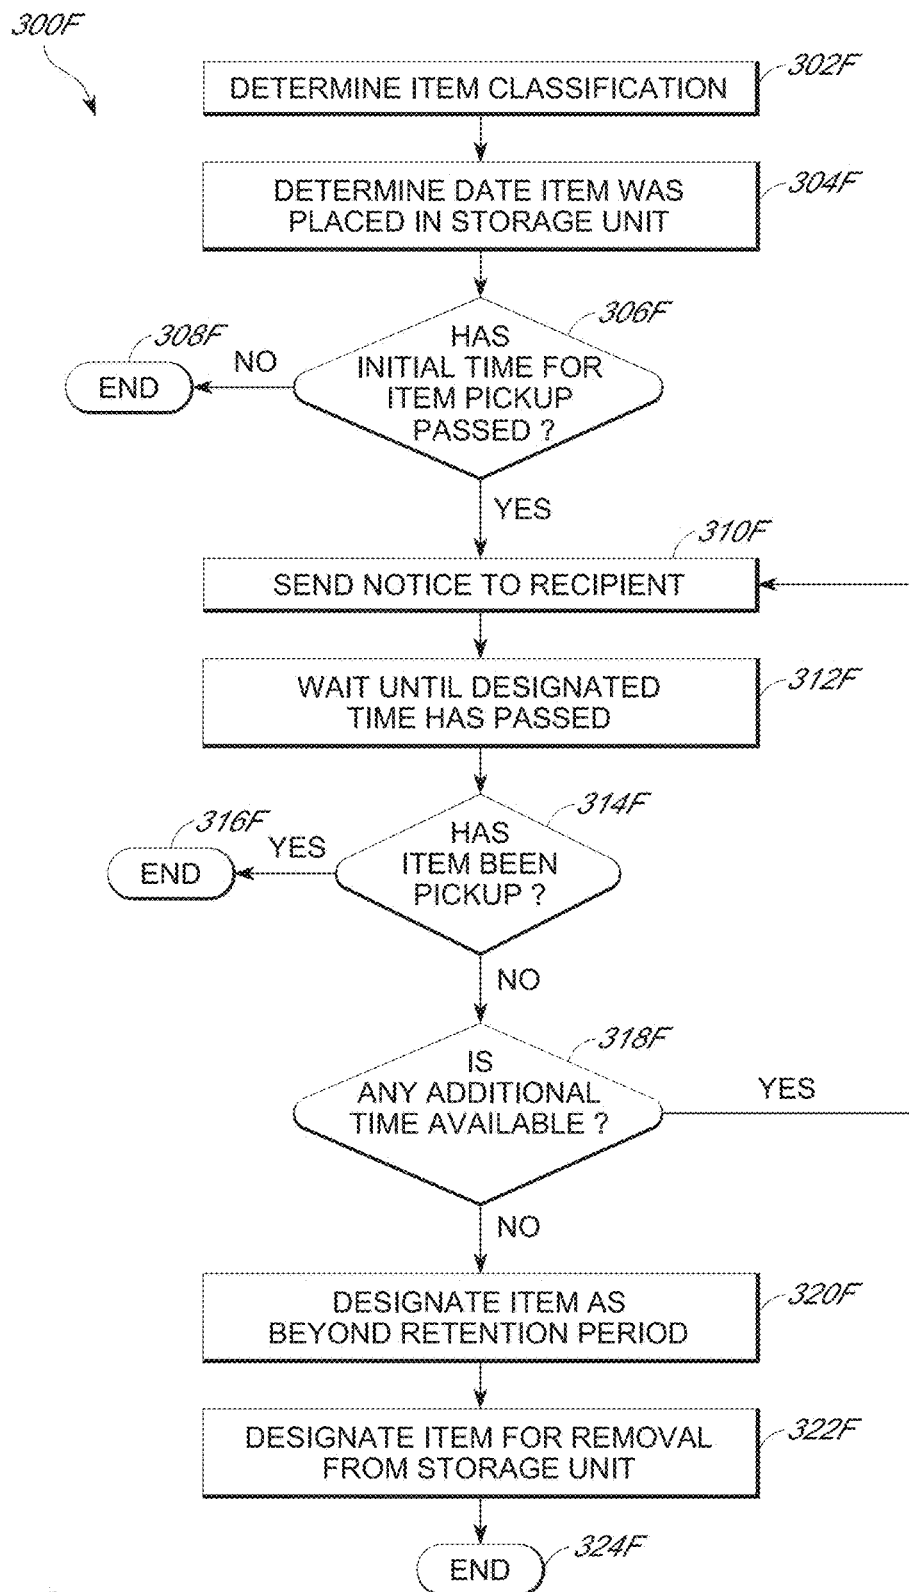 300F
DETERMINE ITEM CLASSIFICATION
302F
DETERMINE DATE ITEM WAS
PLACED IN STORAGE UNIT
304F
HAS
INITIAL TIME FOR
ITEM PICKUP
PASSED ?
306F
NO
308F
END
YES
310F
SEND NOTICE TO RECIPIENT
WAIT UNTIL DESIGNATED
TIME HAS PASSED
312F
HAS
ITEM BEEN
PICKUP ?
314F
YES
316F
END
NO
318F
IS
ANY ADDITIONAL
TIME AVAILABLE ?
YES
NO
DESIGNATE ITEM AS
BEYOND RETENTION PERIOD
320F
DESIGNATE ITEM FOR REMOVAL
FROM STORAGE UNIT
322F
END
324F